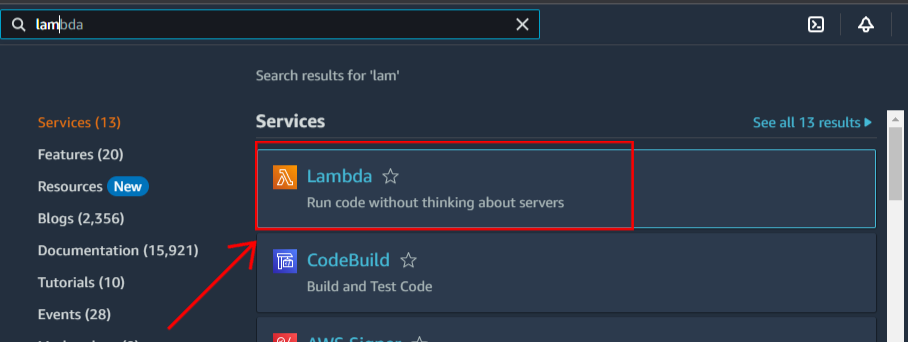 lambda
Search results for 'lam'
Services (13)
Features (20)
Resources New
Blogs (2,356)
Documentation (15,921)
Tutorials (10)
Events (28)
Services
See all 13 results
Lambda
Run code without thinking about servers
CodeBuild
Build and Test Code
AWS Signer